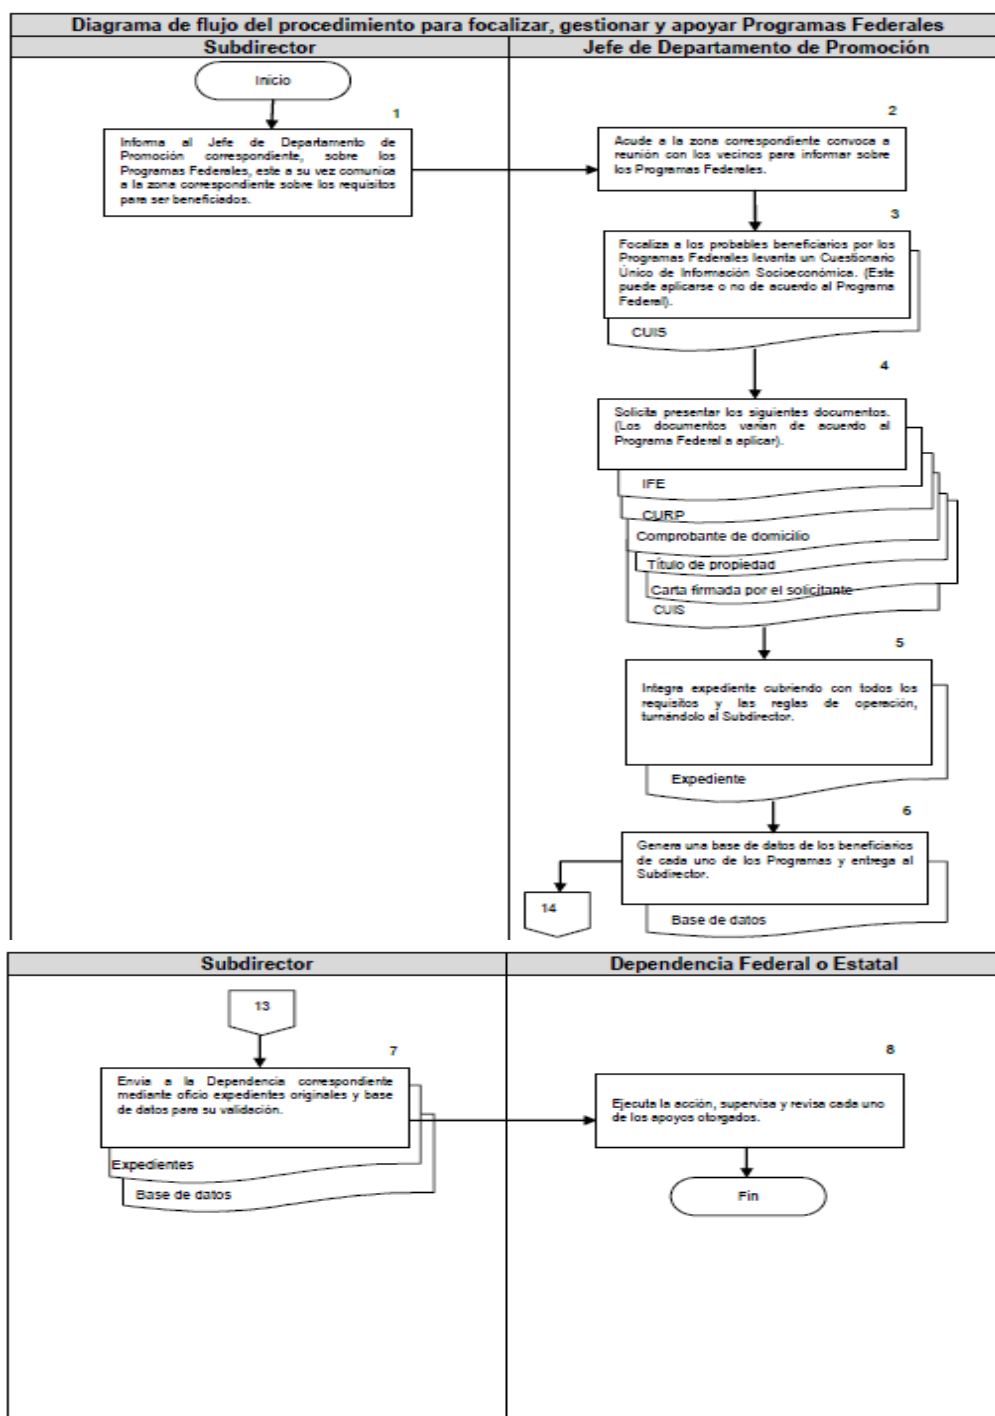 Diagrama de flujo del procedimiento para focalizar, gestionar y apoyar Programas Federales
Subdirector
Jefe de Departamento de Promoción
Inicio
1
Informa al Jefe de Departamento de
Promoción correspondiente, sobre los
Programas Federales, este a su vez comunica
a la zona correspondiente sobre los requisitos
para ser beneficiados.
2
Acude a la zona correspondiente convoca a
reunión con los vecinos para informar sobre
los Programas Federales.
3
Focaliza a los probables beneficiarios por los
Programas Federales levanta un Cuestionario
Único de Información Socioeconómica. (Este
puede aplicarse o no de acuerdo al Programa
Federal).
CUIS
4
Solicita presentar los siguientes documentos.
(Los documentos varían de acuerdo al
Programa Federal a aplicar).
IFE
CURP
Comprobante de domicilio
Título de propiedad
Carta firmada por el solicitante
CUIS
5
Integra expediente cubriendo con todos los
requisitos y las reglas de operación,
turnándolo al Subdirector.
Expediente
6
Genera una base de datos de los beneficiarios
de cada uno de los Programas y entrega al
Subdirector.
14
Base de datos
Subdirector
Dependencia Federal o Estatal
13
7
Envia a la Dependencia correspondiente
mediante oficio expedientes originales y base
de datos para su validación.
Expedientes
Base de datos
8
Ejecuta la acción, supervisa y revisa cada uno
de los apoyos otorgados.
Fin